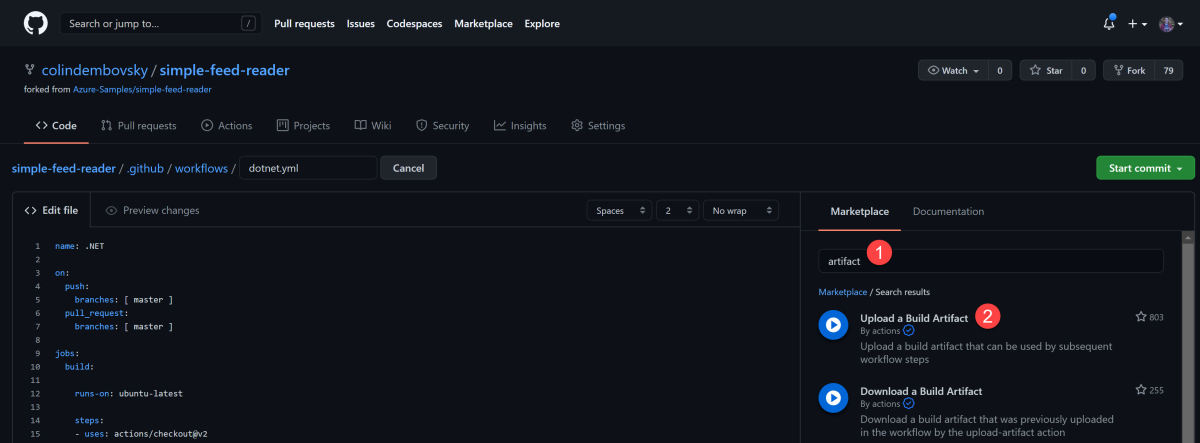 Search or jump to... /
Pull requests Issues Codespaces Marketplace Explore
colindembovsky / simple-feed-reader
forked from Azure-Samples/simple-feed-reader
Watch 0 Star 0 Fork 79
Code Pull requests Actions Projects Wiki Security Insights Settings
simple-feed-reader / .github / workflows / dotnet.yml Cancel Start commit
Edit file Preview changes Spaces 2 No wrap
1 name: .NET
2
3 on:
4 push:
5 branches: [ master ]
6 pull_request:
7 branches: [ master ]
8
9 jobs:
10 build:
11
12 runs-on: ubuntu-latest
13
14 steps:
15 - uses: actions/checkout@v2
Marketplace Documentation
artifact 1
Marketplace / Search results
Upload a Build Artifact 2 803
By actions
Upload a build artifact that can be used by subsequent
workflow steps
Download a Build Artifact 255
By actions
Download a build artifact that was previously uploaded
in the workflow by the upload-artifact action